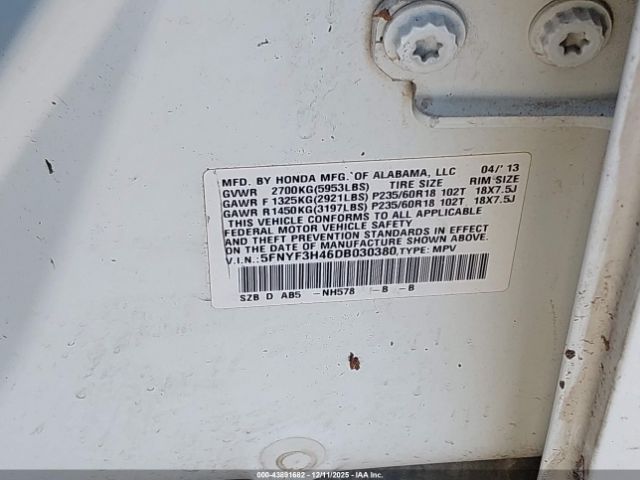 MFD. BY HONDA MFG. OF ALABAMA, LLC 04/'13
GVWR 2700KG(5953LBS) TIRE SIZE RIM SIZE
GAWR F 1325KG(2921LBS) P235/60R18 102T 18X7.5J
GAWR R 1450KG(3197LBS) P235/60R18 102T 18X7.5J
THIS VEHICLE CONFORMS TO ALL APPLICABLE
FEDERAL MOTOR VEHICLE SAFETY
AND THEFT PREVENTION STANDARDS IN EFFECT
ON THE DATE OF MANUFACTURE SHOWN ABOVE.
V.I.N.: 5FNYF3H46DB030380, TYPE: MPV
SZB D AB5 -NH578 -B -B
000-43891682 - 12/11/2025 - IAA Inc.